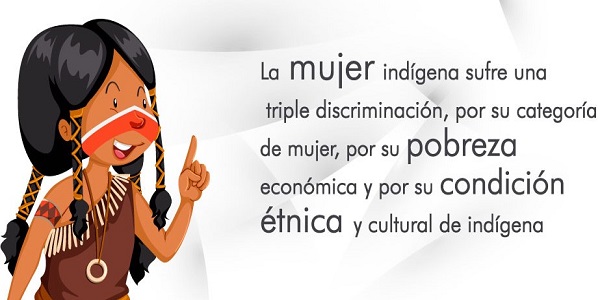 La mujer indígena sufre una
triple discriminación, por su categoría
de mujer, por su pobreza
económica y por su condición
étnica y cultural de indígena